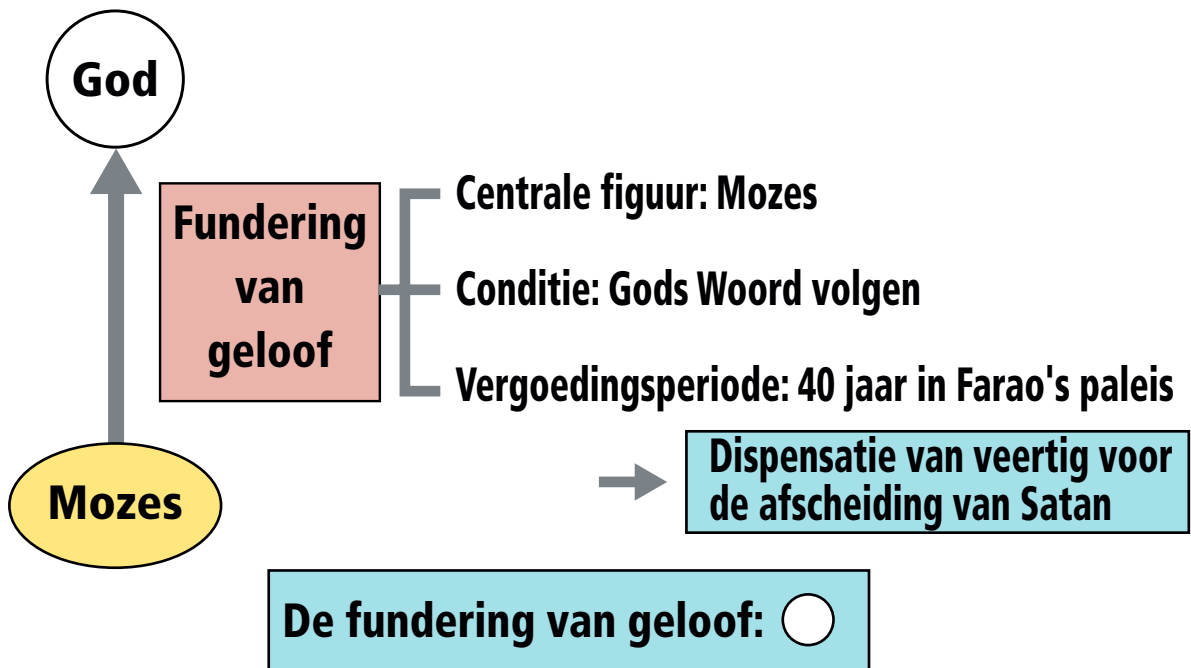 God
Fundering
van
geloof
Centrale figuur: Mozes
Conditie: Gods Woord volgen
Vergoedingsperiode: 40 jaar in Farao's paleis
Mozes
Dispensatie van veertig voor
de afscheiding van Satan
De fundering van geloof: